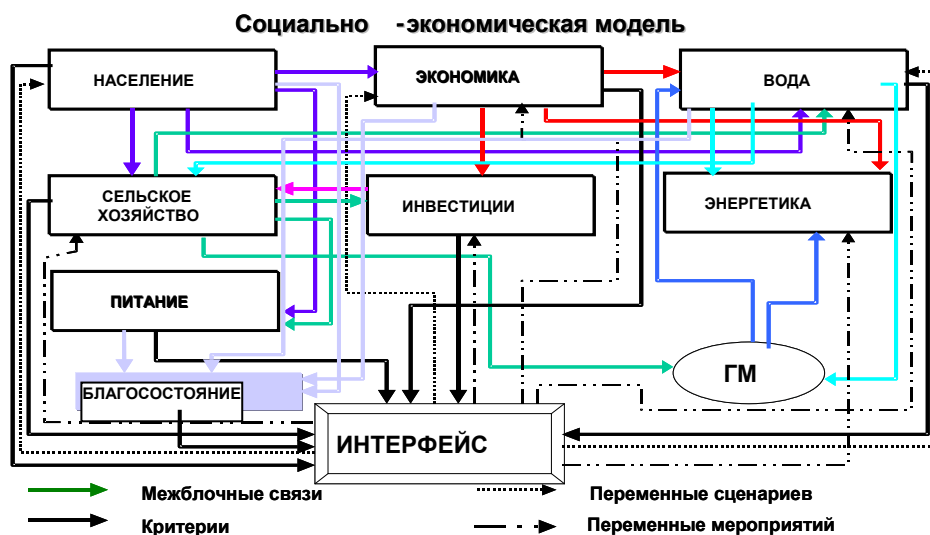 Социально -экономическая модель
НАСЕЛЕНИЕ
ЭКОНОМИКА
ВОДА
СЕЛЬСКОЕ
ХОЗЯЙСТВО
ИНВЕСТИЦИИ
ЭНЕРГЕТИКА
ПИТАНИЕ
ГМ
БЛАГОСОСТОЯНИЕ
ИНТЕРФЕЙС
Межблочные связи
Переменные сценариев
Критерии
Переменные мероприятий